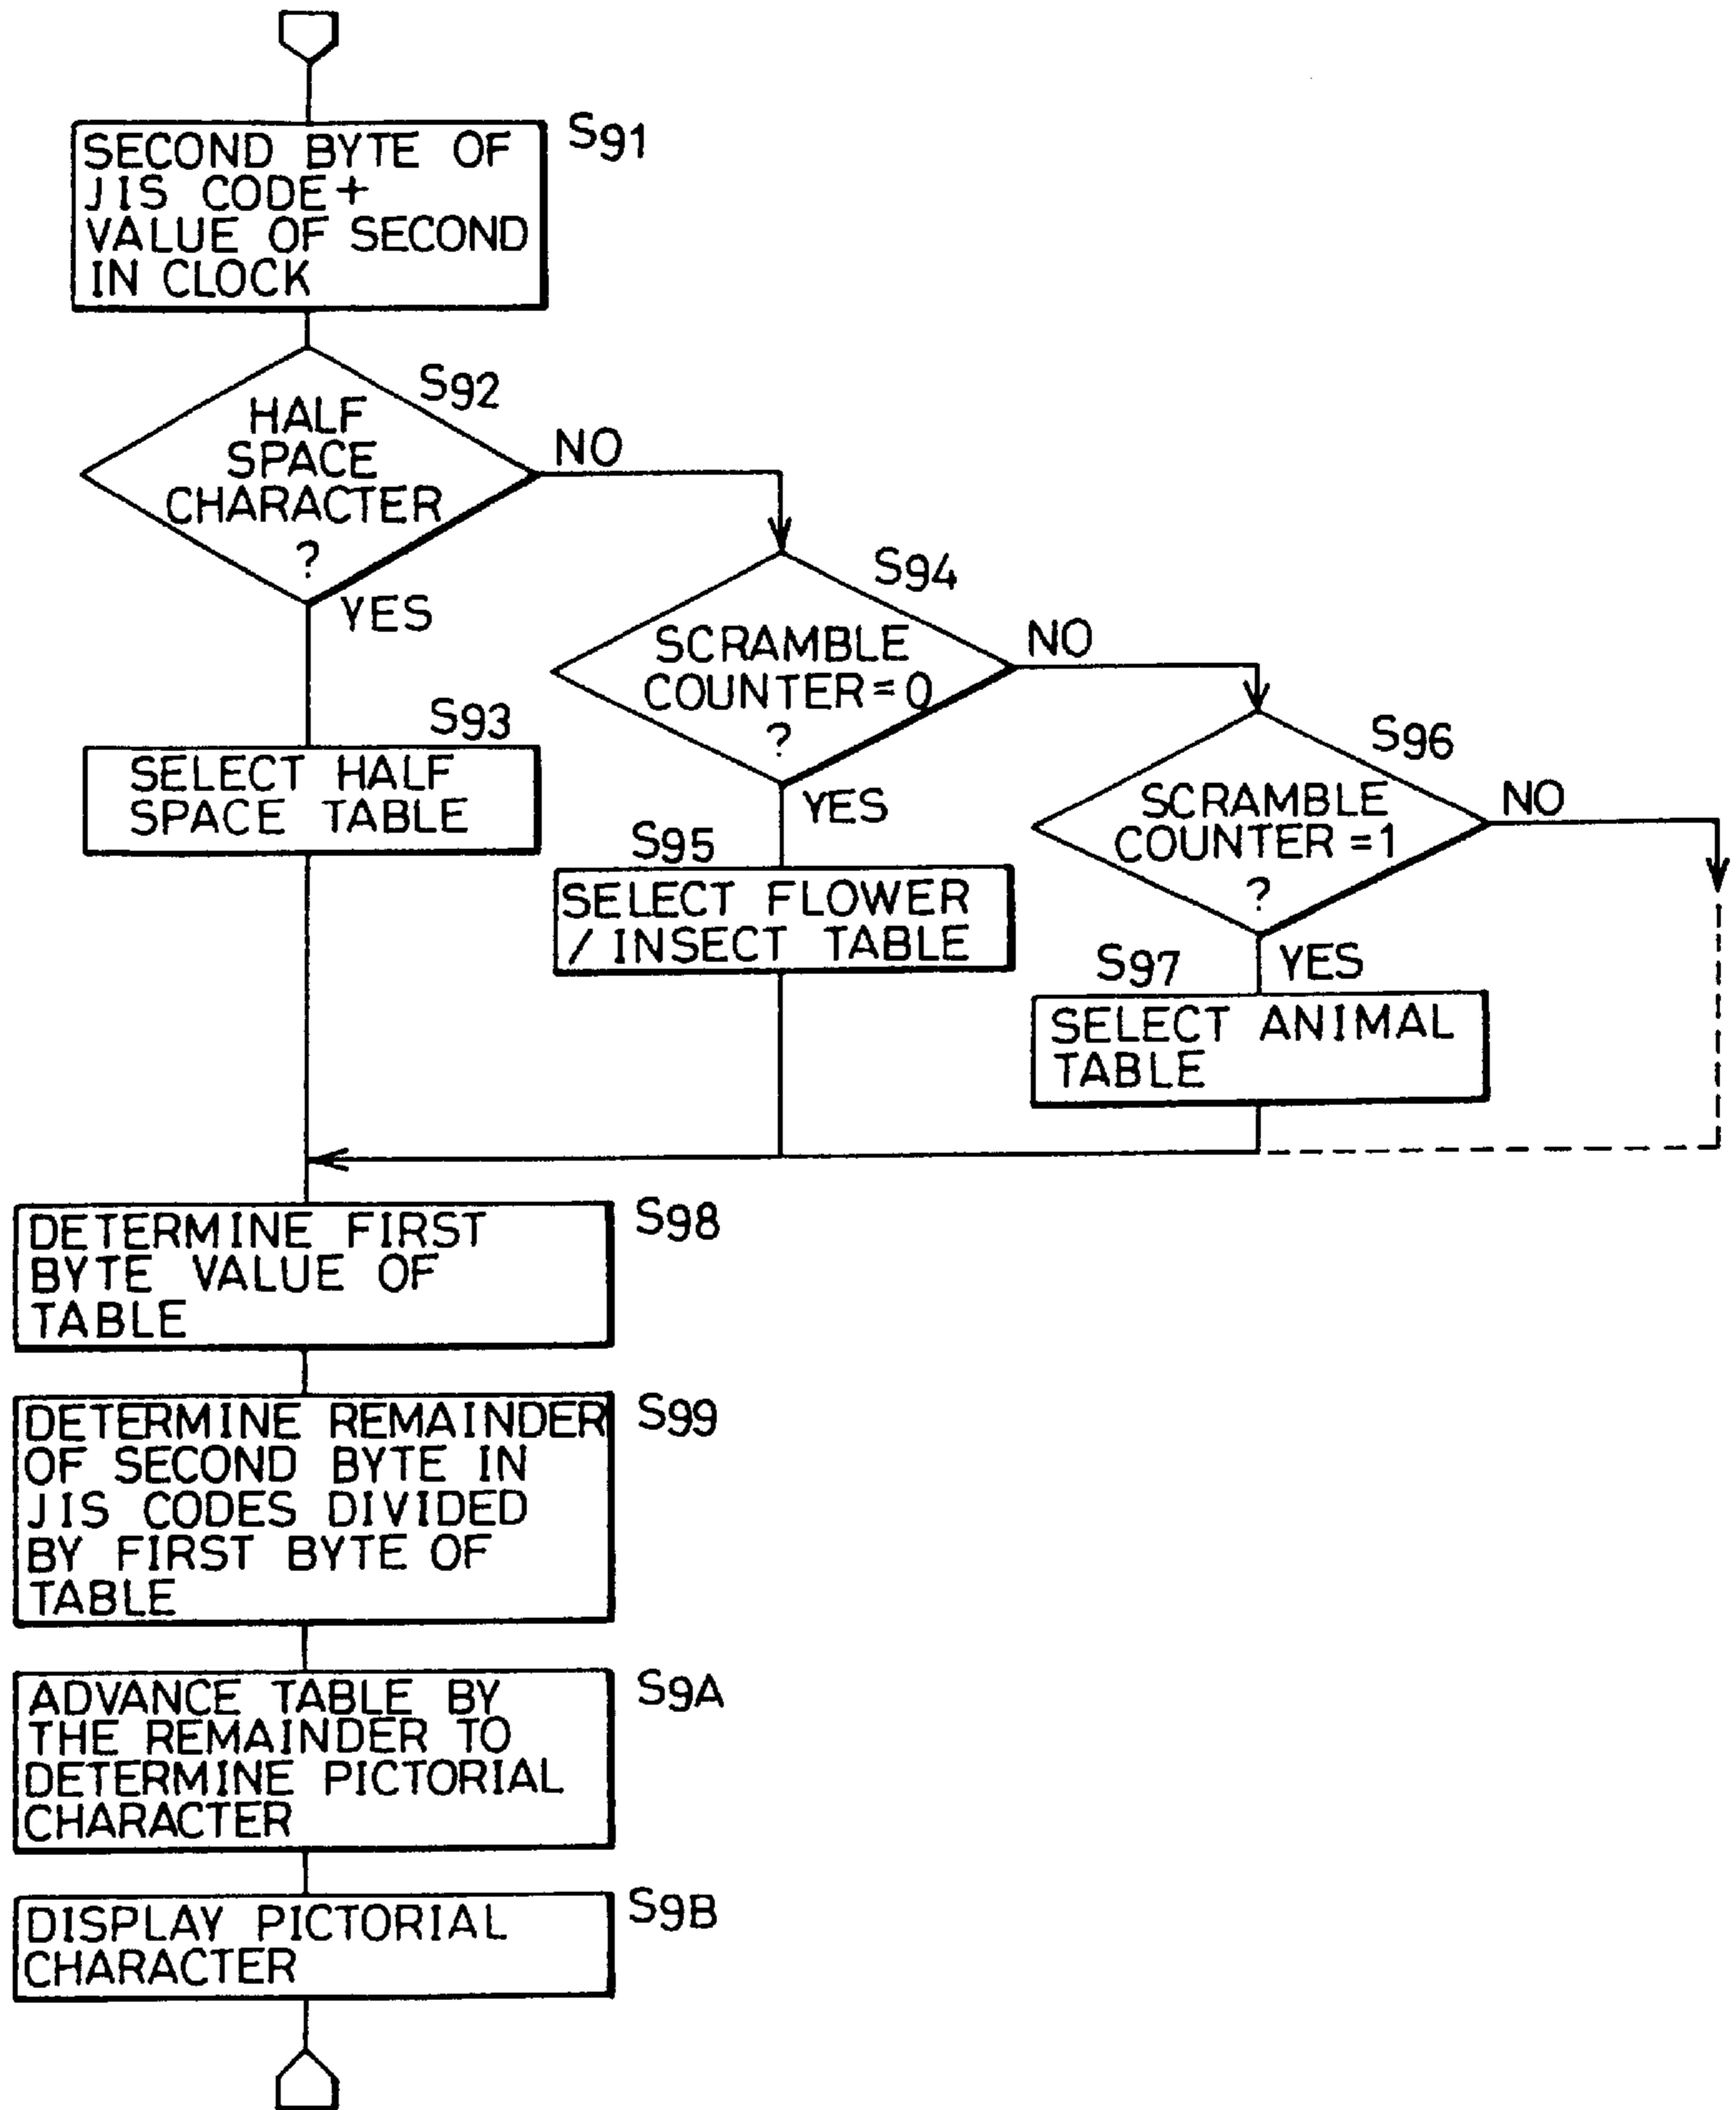 SECOND BYTE OF
JIS CODE+
VALUE OF SECOND
IN CLOCK
S91
HALF
SPACE
CHARACTER
?
S92
NO
YES
S93
SELECT HALF
SPACE TABLE
S94
SCRAMBLE
COUNTER=0
?
NO
YES
S95
SELECT FLOWER
/INSECT TABLE
S96
SCRAMBLE
COUNTER=1
?
NO
YES
S97
SELECT ANIMAL
TABLE
DETERMINE FIRST
BYTE VALUE OF
TABLE
S98
DETERMINE REMAINDER
OF SECOND BYTE IN
JIS CODES DIVIDED
BY FIRST BYTE OF
TABLE
S99
ADVANCE TABLE BY
THE REMAINDER TO
DETERMINE PICTORIAL
CHARACTER
S9A
DISPLAY PICTORIAL
CHARACTER
S9B